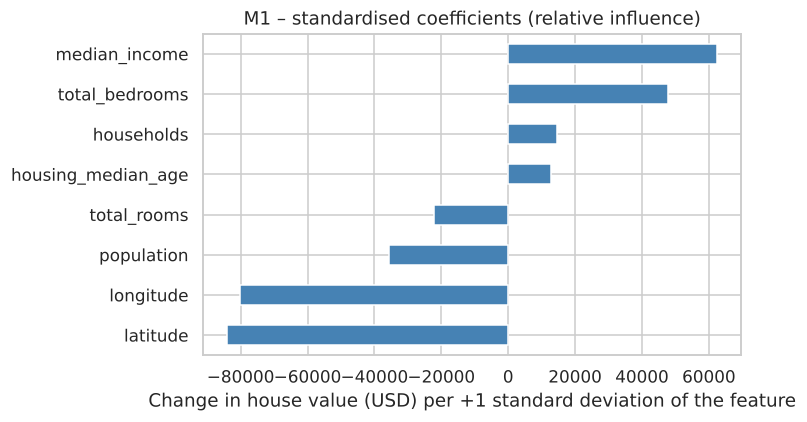 M1 – standardised coefficients (relative influence)
median_income
total_bedrooms
households
housing_median_age
total_rooms
population
longitude
latitude
−80000−60000−40000−20000 0 20000 40000 60000
Change in house value (USD) per +1 standard deviation of the feature